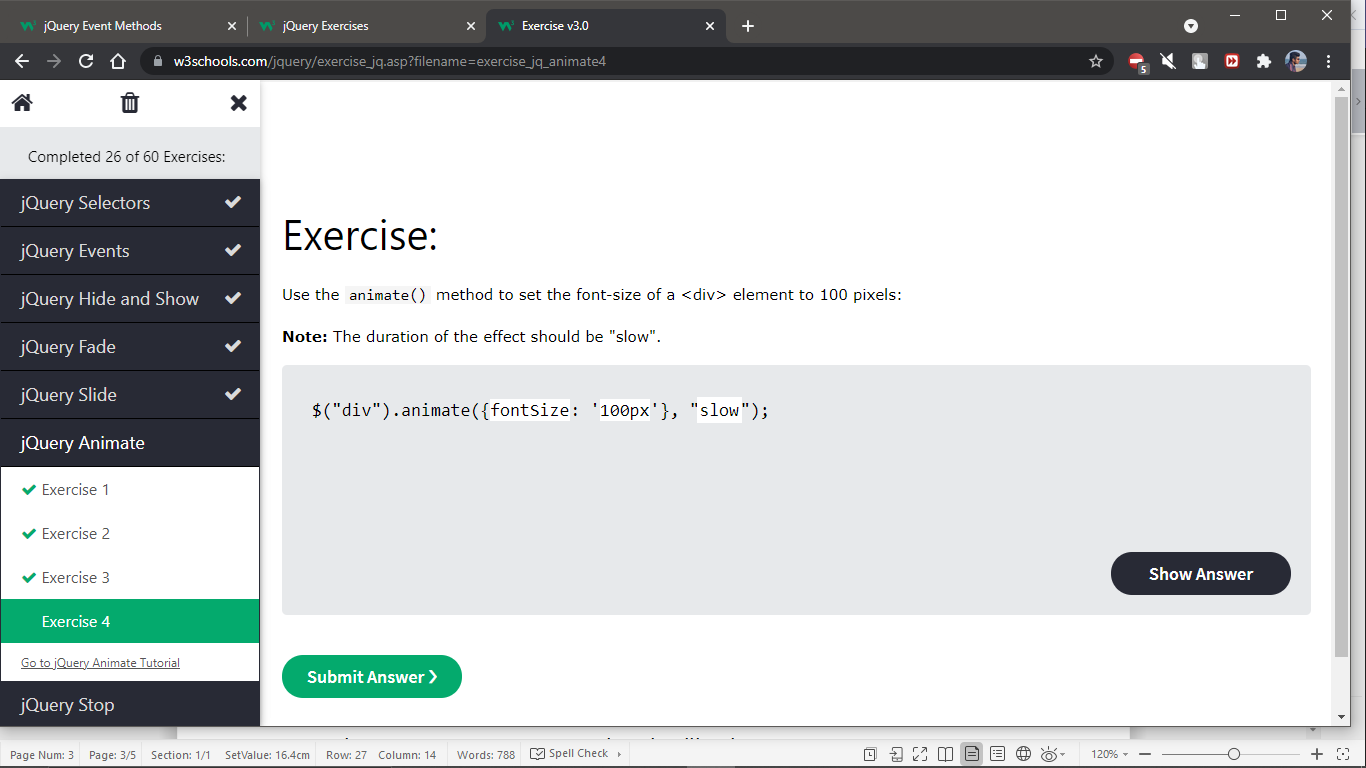 jQuery Event Methods
jQuery Exercises
Exercise v3.0
w3schools.com/jquery/exercise_jq.asp?filename=exercise_jq_animate4
5
Completed 26 of 60 Exercises:
jQuery Selectors
jQuery Events
jQuery Hide and Show
jQuery Fade
jQuery Slide
jQuery Animate
Exercise 1
Exercise 2
Exercise 3
Exercise 4
Go to jQuery Animate Tutorial
jQuery Stop
Exercise:
Use the animate() method to set the font-size of a <div> element to 100 pixels:
Note: The duration of the effect should be "slow".
$("div").animate({fontSize: '100px'}, "slow");
Show Answer
Submit Answer ❯
Page Num: 3 Page: 3/5 Section: 1/1 SetValue: 16.4cm Row: 27 Column: 14 Words: 788 Spell Check 120%